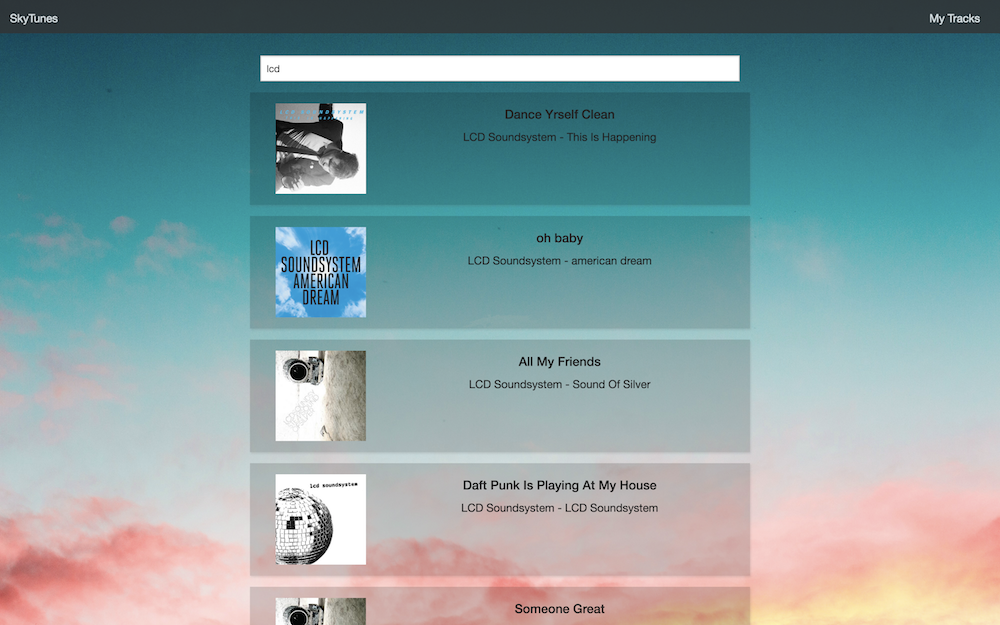 SkyTunes
My Tracks
lcd
Dance Yrself Clean
LCD Soundsystem - This Is Happening
LCD
SOUNDSYSTEM
AMERICAN
DREAM
oh baby
LCD Soundsystem - american dream
All My Friends
LCD Soundsystem - Sound Of Silver
lcd soundsystem
Daft Punk Is Playing At My House
LCD Soundsystem - LCD Soundsystem
Someone Great